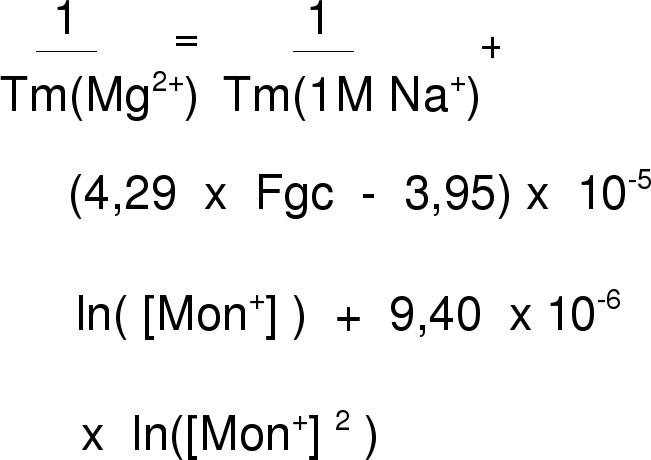 1 = 1 +
Tm(Mg²⁺) Tm(1M Na⁺)
(4,29 x Fgc - 3,95) x 10⁻⁵
ln( [Mon⁺] ) + 9,40 x 10⁻⁶
x ln([Mon⁺] ² )